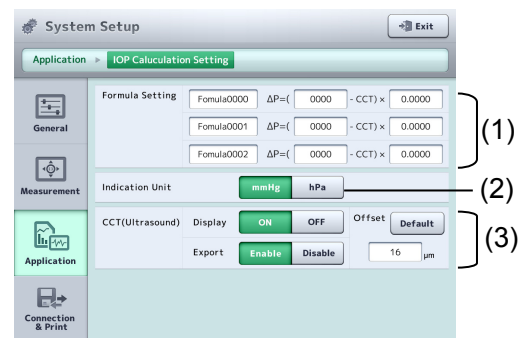 System Setup
Exit
Application ▶ IOP Caluculation Setting
General
Measurement
Application
Connection
& Print
Formula Setting
Fomula0000 ΔP=( 0000 - CCT) × 0.0000
Fomula0001 ΔP=( 0000 - CCT) × 0.0000
Fomula0002 ΔP=( 0000 - CCT) × 0.0000
(1)
Indication Unit mmHg hPa
(2)
CCT(Ultrasound) Display ON OFF Offset Default
Export Enable Disable 16 μm
(3)